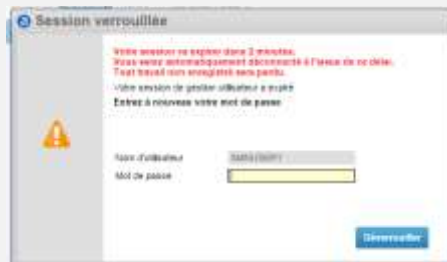 Session verrouillée
Votre session va expirer dans 2 minutes.
Vous serez automatiquement déconnecté à l'issue de ce délai.
Tout travail non enregistré sera perdu.
Votre session de gestion utilisateur a expiré
Entrez à nouveau votre mot de passe
Nom d'utilisateur
Mot de passe
Déverrouiller